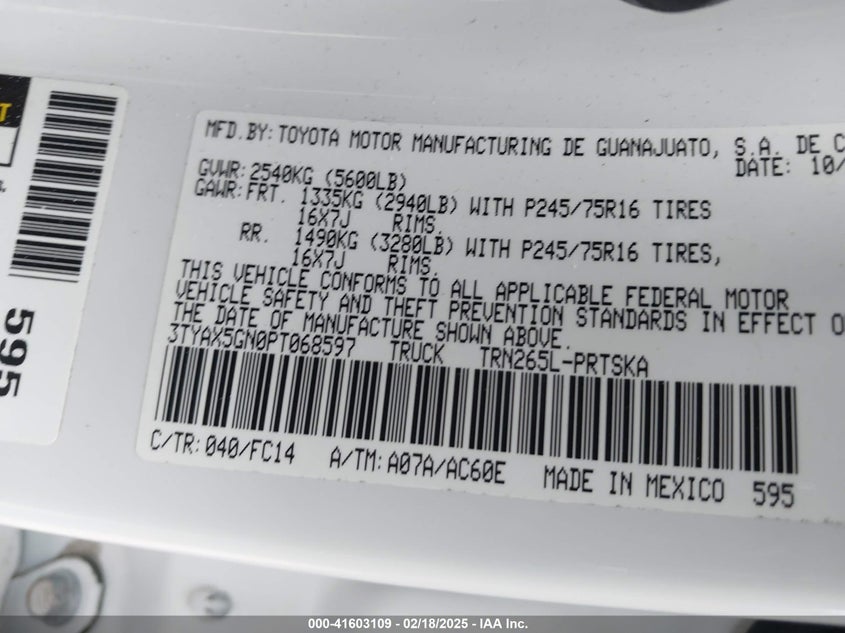 T
595
MFD. BY: TOYOTA MOTOR MANUFACTURING DE GUANAJUATO, S.A. DE C
DATE: 10/
GVWR: 2540KG (5600LB)
GAWR: FRT. 1335KG (2940LB) WITH P245/75R16 TIRES
16X7J RIMS.
RR. 1490KG (3280LB) WITH P245/75R16 TIRES,
16X7J RIMS.
THIS VEHICLE CONFORMS TO ALL APPLICABLE FEDERAL MOTOR
VEHICLE SAFETY AND THEFT PREVENTION STANDARDS IN EFFECT O
THE DATE OF MANUFACTURE SHOWN ABOVE.
3TYAX5GN0PT068597 TRUCK TRN265L-PRTSKA
C/TR: 040/FC14 A/TM: A07A/AC60E MADE IN MEXICO 595
000-41603109 - 02/18/2025 - IAA Inc.